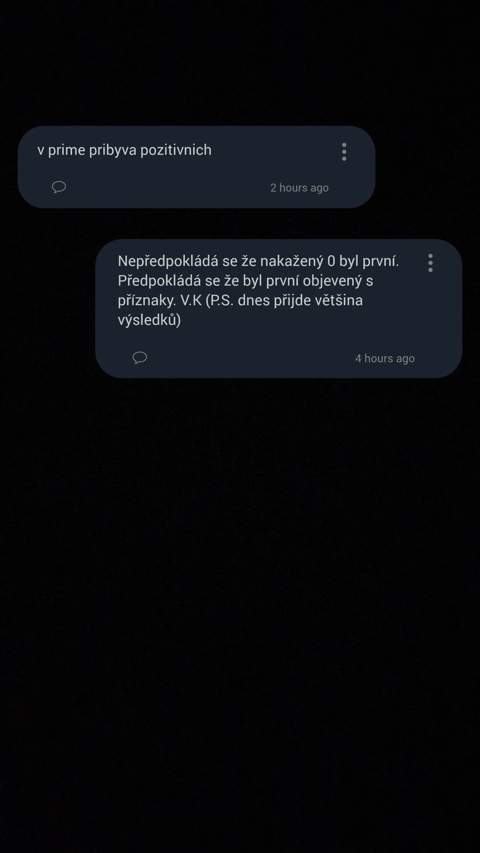 v prime pribyva pozitivnich
2 hours ago
Nepředpokládá se že nakažený 0 byl první.
Předpokládá se že byl první objevený s
příznaky. V.K (P.S. dnes přijde většina
výsledků)
4 hours ago